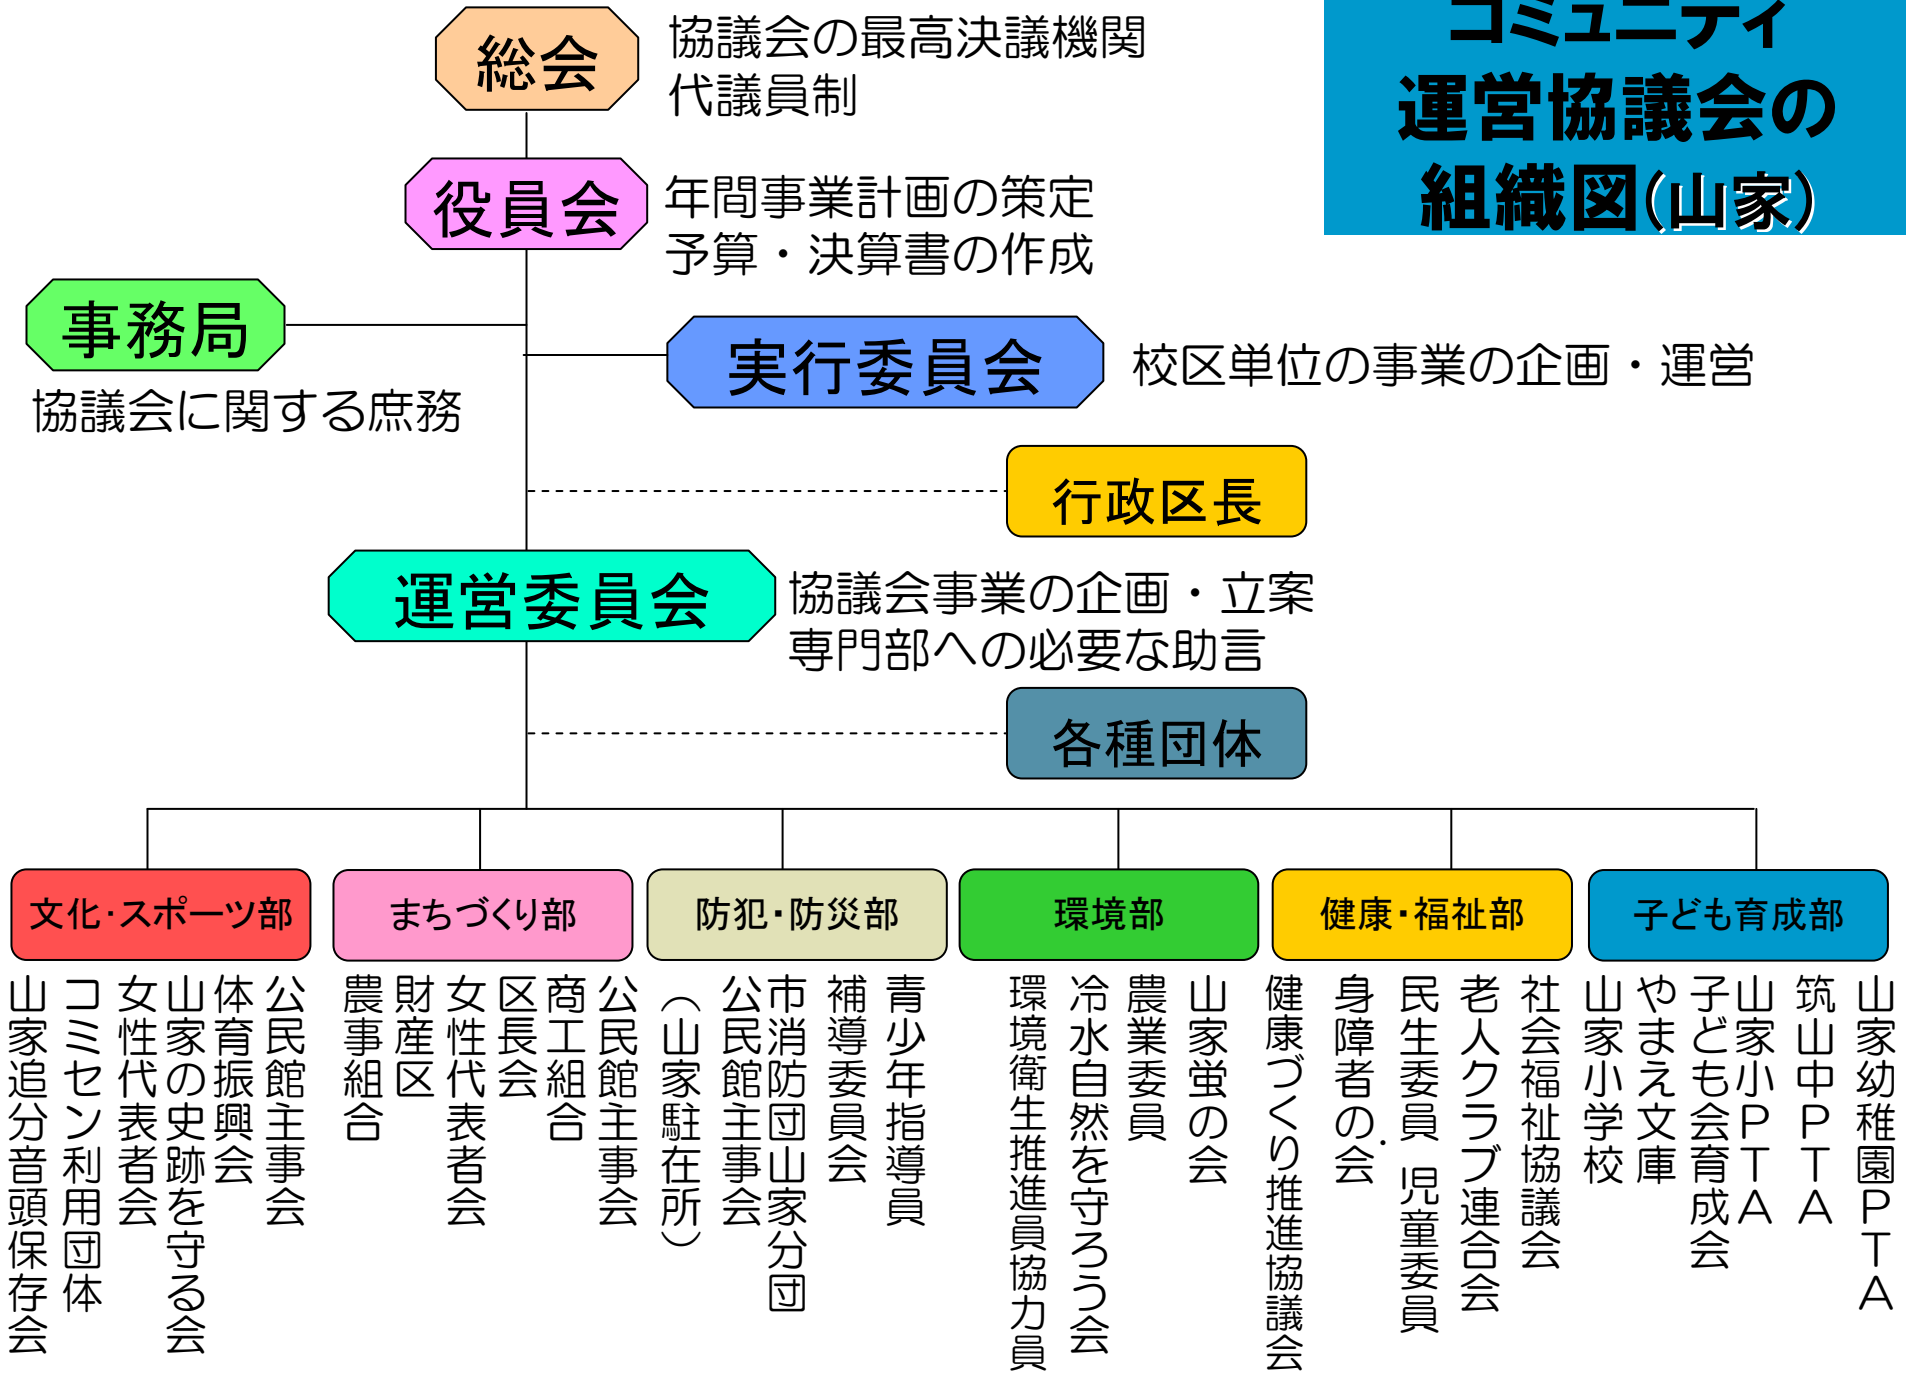 コミュニティ
運営協議会の
組織図(山家)
総会
協議会の最高決議機関
代議員制
役員会
年間事業計画の策定
予算・決算書の作成
事務局
協議会に関する庶務
実行委員会
校区単位の事業の企画・運営
行政区長
運営委員会
協議会事業の企画・立案
専門部への必要な助言
各種団体
文化・スポーツ部
山家追分音頭保存会
コミセン利用団体
女性代表者会
山家の史跡を守る会
体育振興会
公民館主事会
まちづくり部
農事組合
財産区
女性代表者会
区長会
商工組合
公民館主事会
防犯・防災部
（山家駐在所）
公民館主事会
市消防団山家分団
補導委員会
青少年指導員
環境部
環境衛生推進員協力員
冷水自然を守ろう会
農業委員
山家蛍の会
健康・福祉部
健康づくり推進協議会
身障者の会
民生委員・児童委員
老人クラブ連合会
社会福祉協議会
子ども育成部
山家小学校
やまえ文庫
子ども会育成会
山家小ＰＴＡ
筑山中ＰＴＡ
山家幼稚園ＰＴＡ